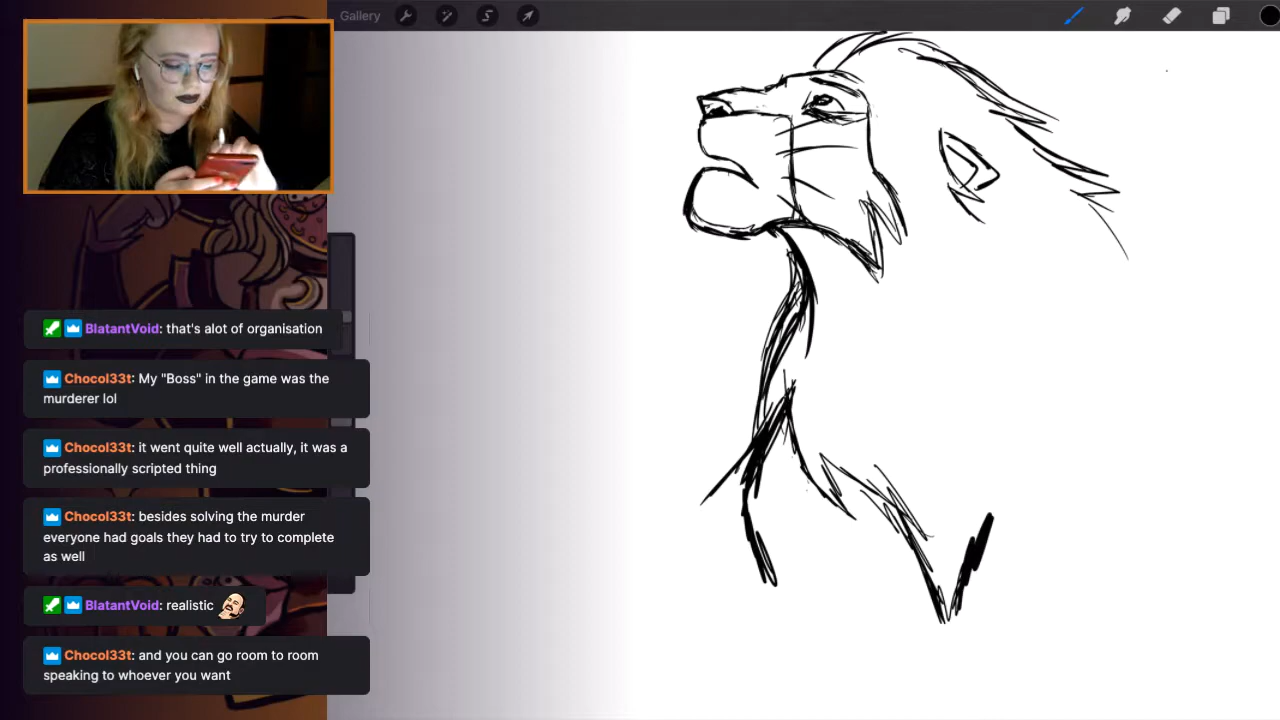 Gallery
BlatantVoid: that's alot of organisation
Chocol33t: My "Boss" in the game was the
murderer lol
Chocol33t: it went quite well actually, it was a
professionally scripted thing
Chocol33t: besides solving the murder
everyone had goals they had to try to complete
as well
BlatantVoid: realistic
Chocol33t: and you can go room to room
speaking to whoever you want